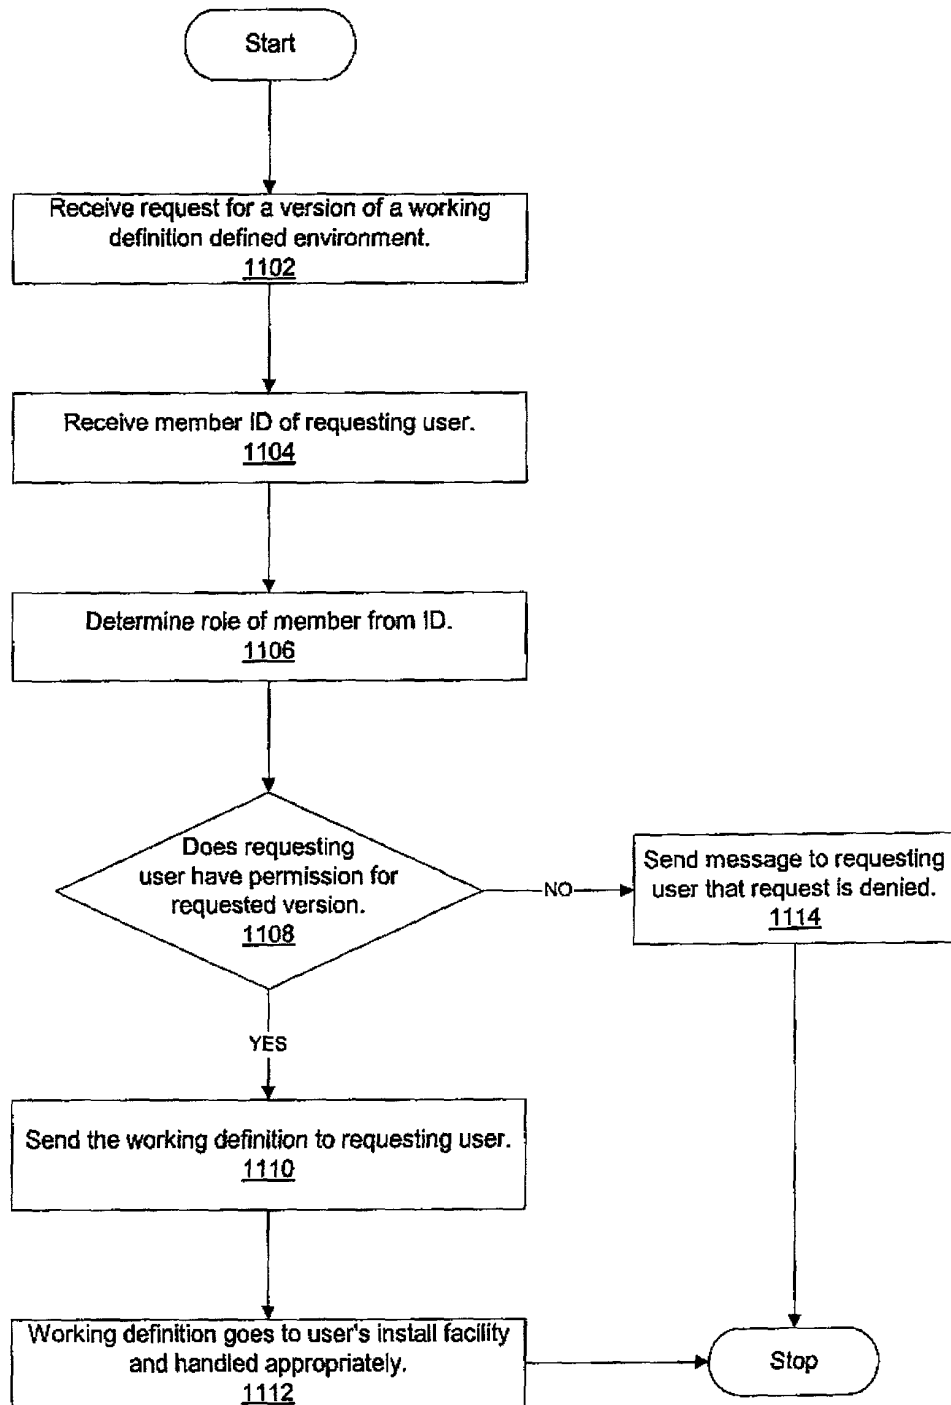 Start
Receive request for a version of a working
definition defined environment.
1102
Receive member ID of requesting user.
1104
Determine role of member from ID.
1106
Does requesting
user have permission for
requested version.
1108
NO
Send message to requesting
user that request is denied.
1114
YES
Send the working definition to requesting user.
1110
Working definition goes to user's install facility
and handled appropriately.
1112
Stop